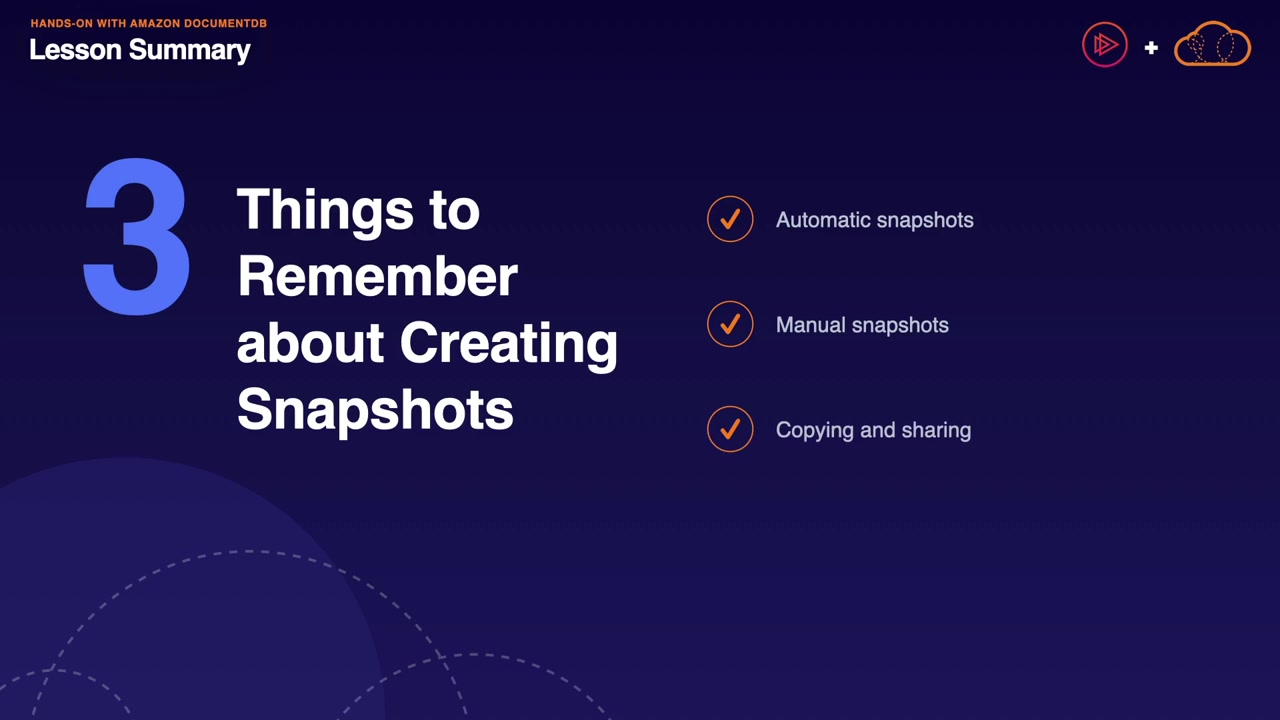 HANDS-ON WITH AMAZON DOCUMENTDB
Lesson Summary
3
Things to
Remember
about Creating
Snapshots
Automatic snapshots
Manual snapshots
Copying and sharing